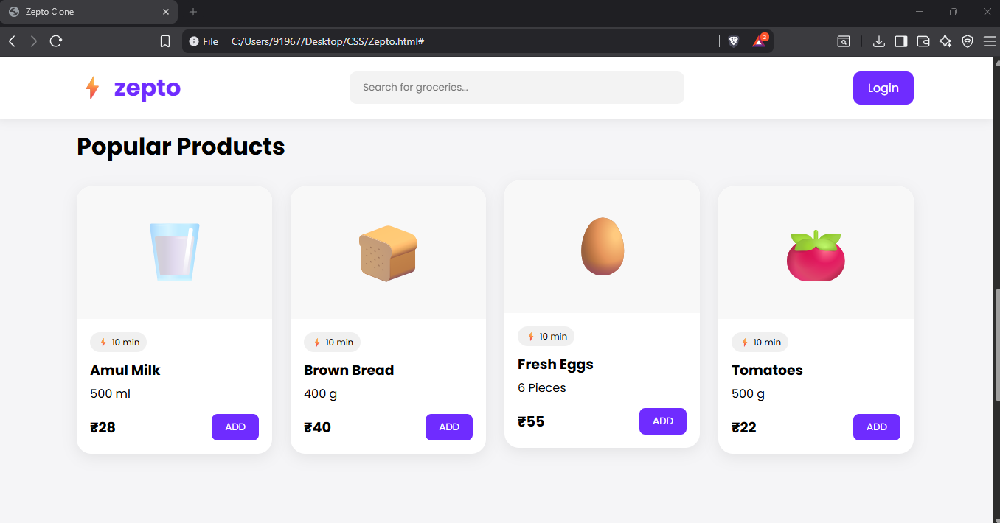 Zepto Clone
File C:/Users/91967/Desktop/CSS/Zepto.html#
2
zepto
Search for groceries...
Login
Popular Products
10 min
Amul Milk
500 ml
₹28 ADD
10 min
Brown Bread
400 g
₹40 ADD
10 min
Fresh Eggs
6 Pieces
₹55 ADD
10 min
Tomatoes
500 g
₹22 ADD